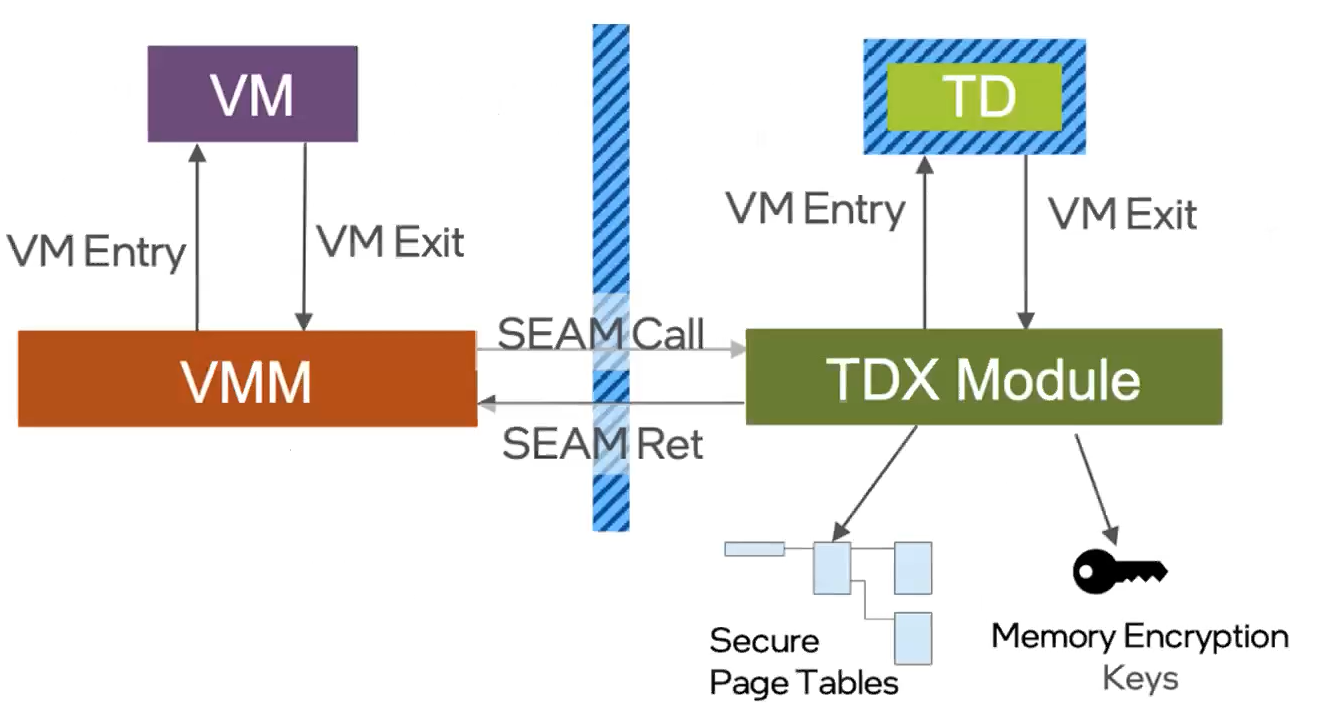 VM
TD
VM Entry
VM Exit
VM Entry
VM Exit
SEAM Call
VMM
TDX Module
SEAM Ret
Secure
Page Tables
Memory Encryption
Keys